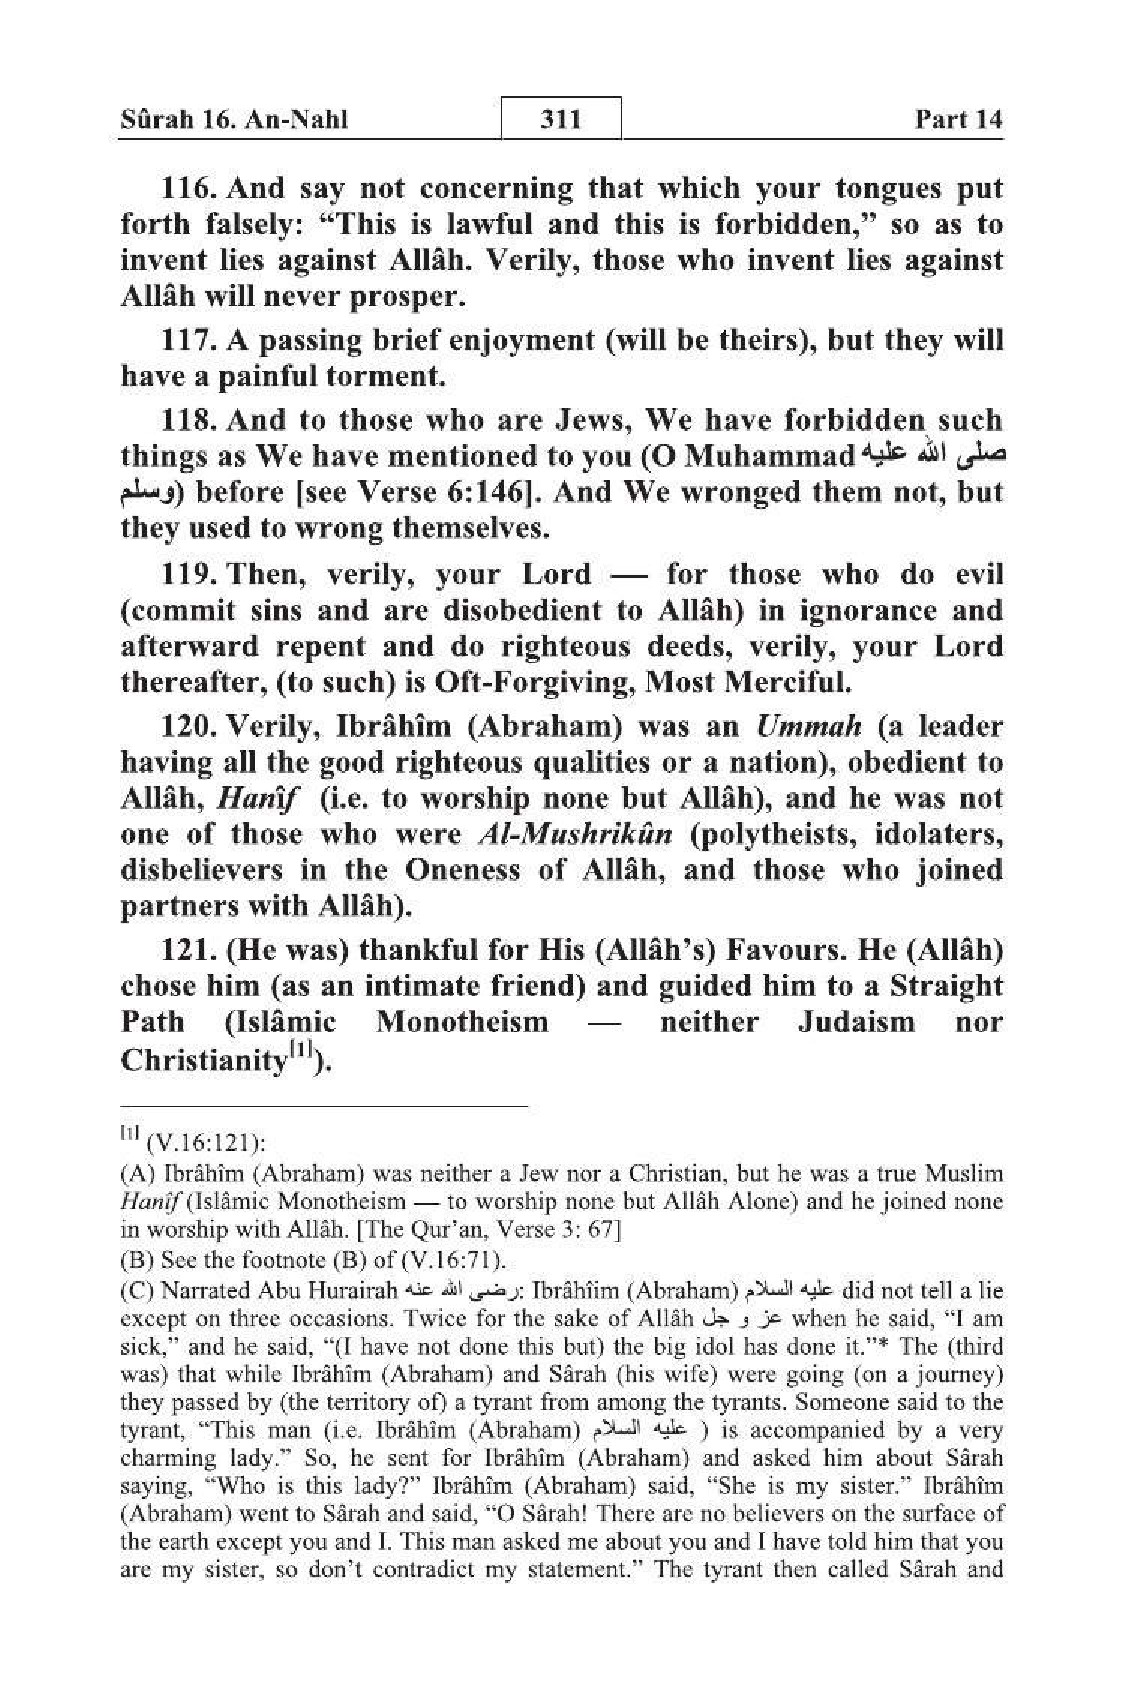 Sûrah 16. An-Nahl 311 Part 14
116. And say not concerning that which your tongues put
forth falsely: “This is lawful and this is forbidden,” so as to
invent lies against Allâh. Verily, those who invent lies against
Allâh will never prosper.
117. A passing brief enjoyment (will be theirs), but they will
have a painful torment.
118. And to those who are Jews, We have forbidden such
things as We have mentioned to you (O Muhammad صلى الله عليه
وسلم) before [see Verse 6:146]. And We wronged them not, but
they used to wrong themselves.
119. Then, verily, your Lord — for those who do evil
(commit sins and are disobedient to Allâh) in ignorance and
afterward repent and do righteous deeds, verily, your Lord
thereafter, (to such) is Oft-Forgiving, Most Merciful.
120. Verily, Ibrâhîm (Abraham) was an Ummah (a leader
having all the good righteous qualities or a nation), obedient to
Allâh, Hanîf (i.e. to worship none but Allâh), and he was not
one of those who were Al-Mushrikûn (polytheists, idolaters,
disbelievers in the Oneness of Allâh, and those who joined
partners with Allâh).
121. (He was) thankful for His (Allâh’s) Favours. He (Allâh)
chose him (as an intimate friend) and guided him to a Straight
Path (Islâmic Monotheism — neither Judaism nor
Christianity[1]).
[1] (V.16:121):
(A) Ibrâhîm (Abraham) was neither a Jew nor a Christian, but he was a true Muslim
Hanîf (Islâmic Monotheism — to worship none but Allâh Alone) and he joined none
in worship with Allâh. [The Qur’an, Verse 3: 67]
(B) See the footnote (B) of (V.16:71).
(C) Narrated Abu Hurairah رضى الله عنه: Ibrâhîim (Abraham) عليه السلام did not tell a lie
except on three occasions. Twice for the sake of Allâh عز و جل when he said, “I am
sick,” and he said, “(I have not done this but) the big idol has done it.”* The (third
was) that while Ibrâhîm (Abraham) and Sârah (his wife) were going (on a journey)
they passed by (the territory of) a tyrant from among the tyrants. Someone said to the
tyrant, “This man (i.e. Ibrâhîm (Abraham) عليه السلام ) is accompanied by a very
charming lady.” So, he sent for Ibrâhîm (Abraham) and asked him about Sârah
saying, “Who is this lady?” Ibrâhîm (Abraham) said, “She is my sister.” Ibrâhîm
(Abraham) went to Sârah and said, “O Sârah! There are no believers on the surface of
the earth except you and I. This man asked me about you and I have told him that you
are my sister, so don’t contradict my statement.” The tyrant then called Sârah and